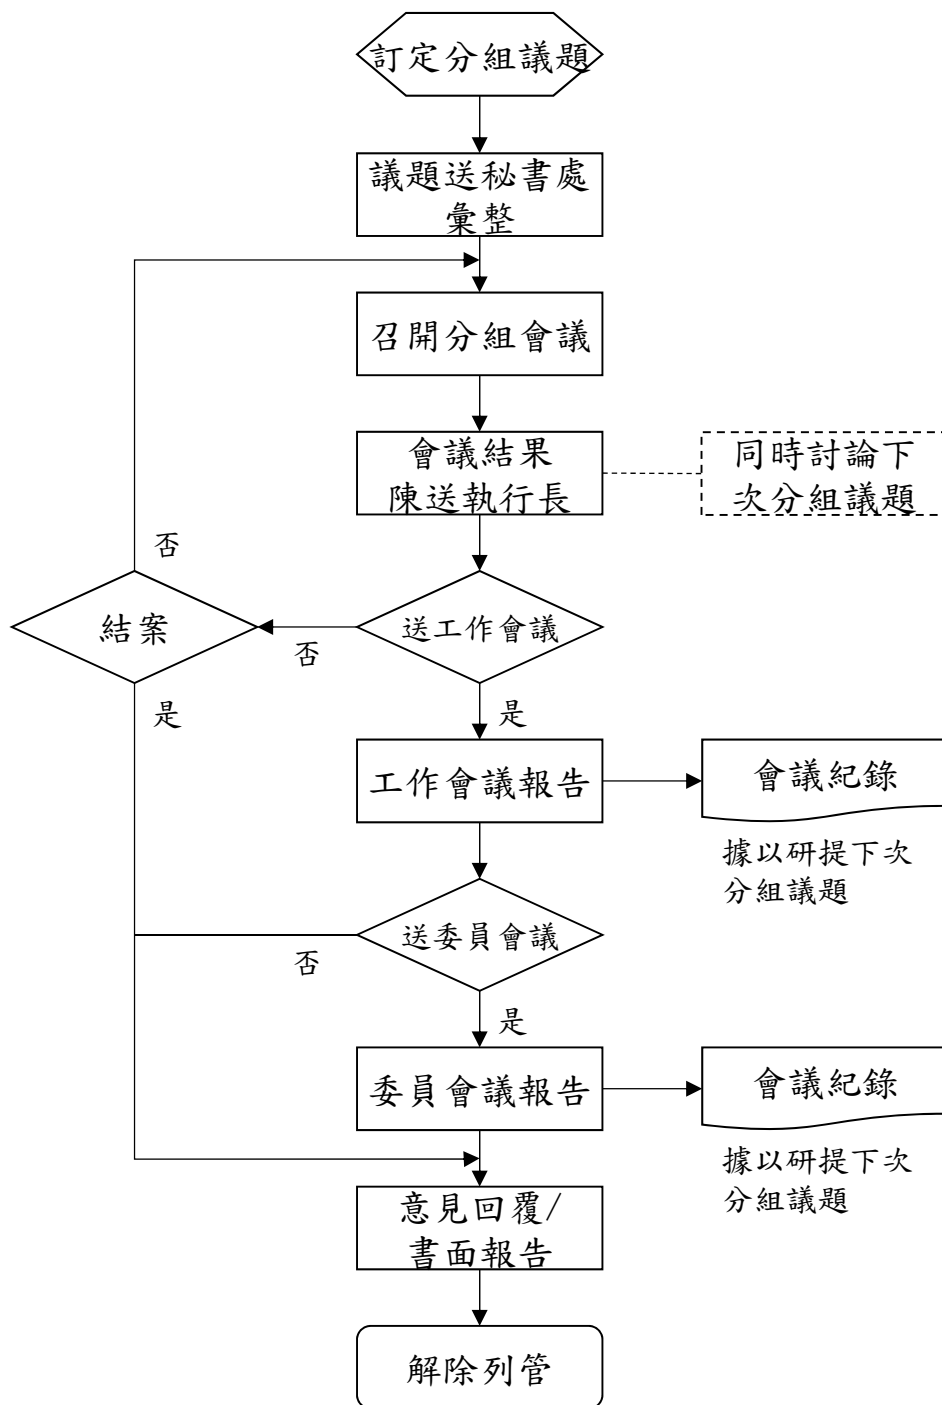 訂定分組議題
議題送秘書處
彙整
召開分組會議
會議結果
陳送執行長
同時討論下
次分組議題
否
結案
送工作會議
否
是
是
工作會議報告
會議紀錄
據以研提下次
分組議題
送委員會議
否
是
委員會議報告
會議紀錄
據以研提下次
分組議題
意見回覆/
書面報告
解除列管